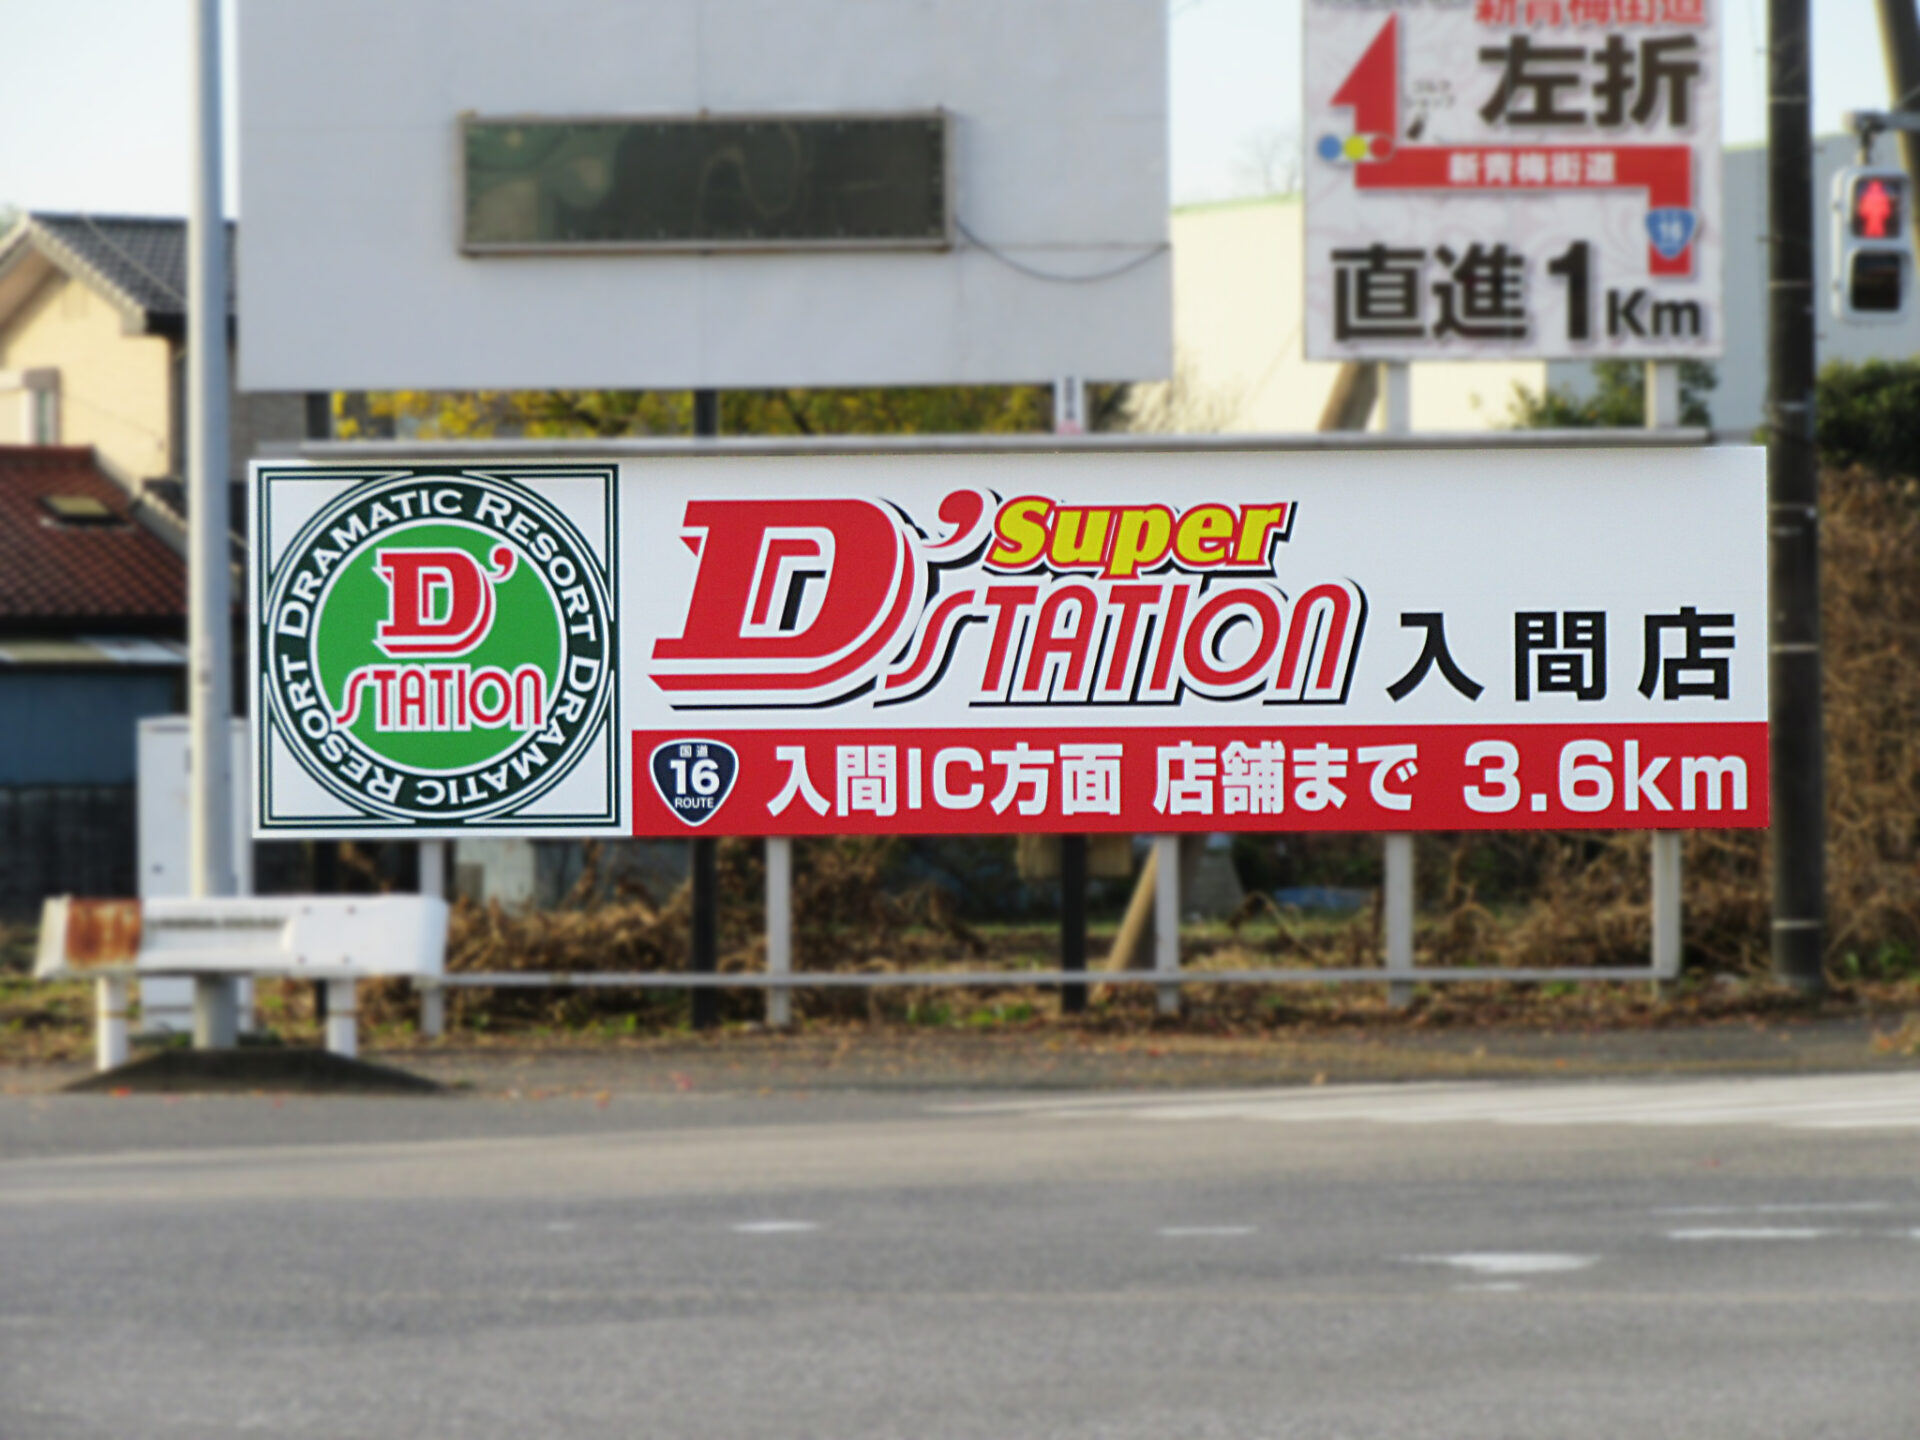 新青梅街道
左折
新青梅街道
16
直進1Km
DRAMATIC RESORT DRAMATIC RESORT
D'
STATION
D' Super
STATION 入間店
国道
16
ROUTE
入間IC方面 店舗まで 3.6km